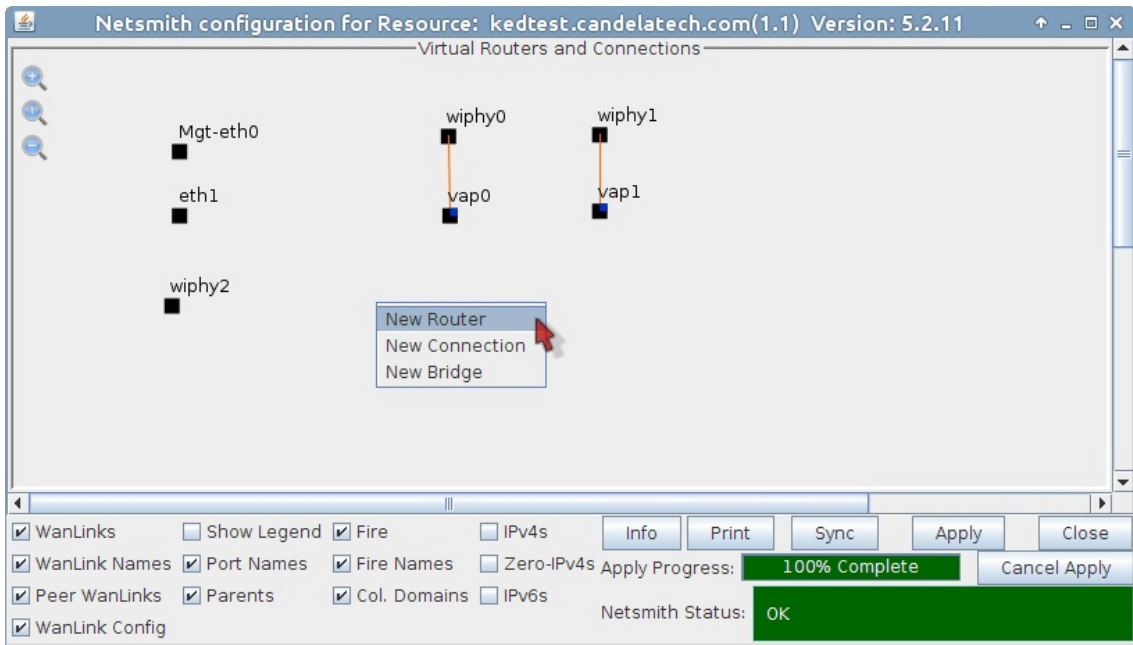 Netsmith configuration for Resource: kedtest.candelatech.com(1.1) Version: 5.2.11
Virtual Routers and Connections
wiphy0
wiphy1
Mgt-eth0
eth1
vap0
vap1
wiphy2
New Router
New Connection
New Bridge
WanLinks Show Legend Fire IPv4s Info Print Sync Apply Close
WanLink Names Port Names Fire Names Zero-IPv4s Apply Progress: 100% Complete Cancel Apply
Peer WanLinks Parents Col. Domains IPv6s
Netsmith Status: OK
WanLink Config